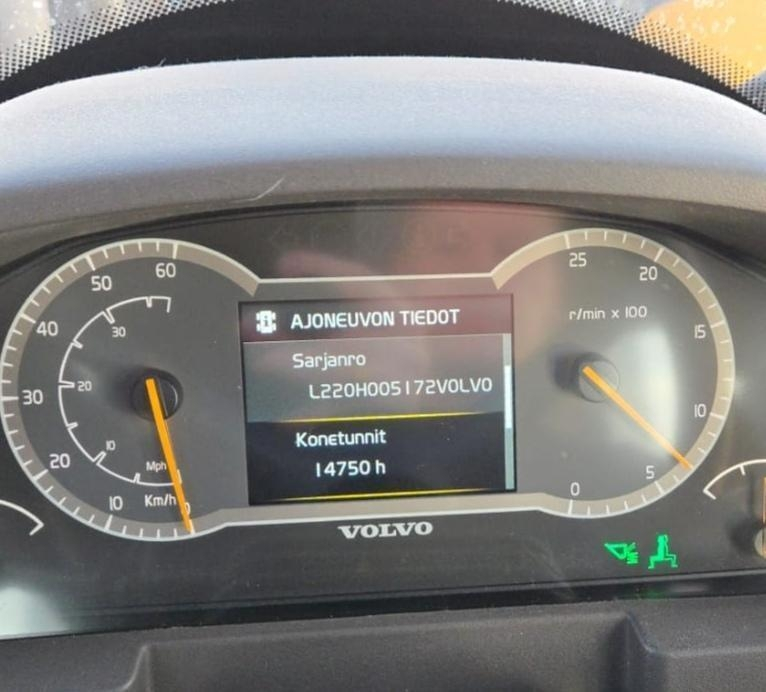 AJONEUVON TIEDOT
Sarjanro
L220H005172VOLVO
Konetunnit
14750 h
60
50
40
30
20
10
Km/h
30
20
10
Mph
0
25
20
15
10
5
0
r/min x 100
VOLVO